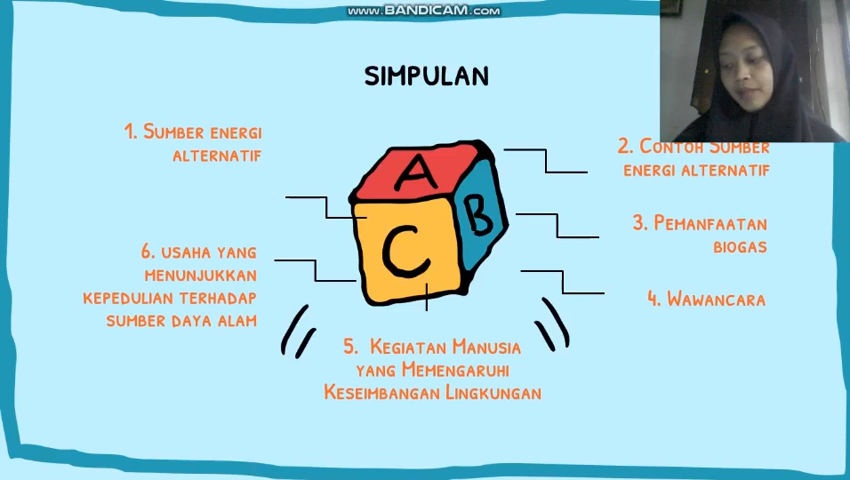 www.BANDICAM.com
SIMPULAN
1. SUMBER ENERGI
ALTERNATIF
2. CONTOH SUMBER
ENERGI ALTERNATIF
3. PEMANFAATAN
BIOGAS
4. WAWANCARA
5. KEGIATAN MANUSIA
YANG MEMENGARUHI
KESEIMBANGAN LINGKUNGAN
6. USAHA YANG
MENUNJUKKAN
KEPEDULIAN TERHADAP
SUMBER DAYA ALAM
A
B
C